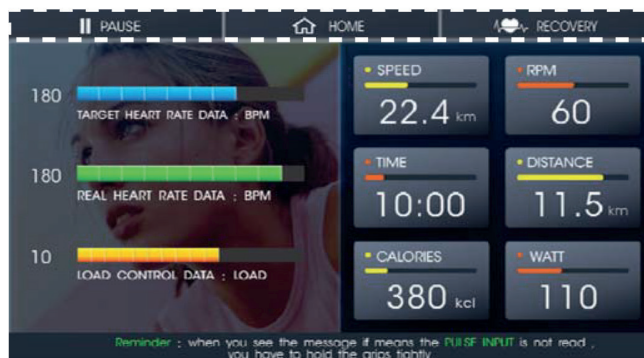 PAUSE
HOME
RECOVERY
180
TARGET HEART RATE DATA : BPM
180
REAL HEART RATE DATA : BPM
10
LOAD CONTROL DATA : LOAD
SPEED
22.4 km
RPM
60
TIME
10:00
DISTANCE
11.5 km
CALORIES
380 kcl
WATT
110
Reminder : when you see the message if means the PULSE INPUT is not read ,
you have to hold the grips tightly